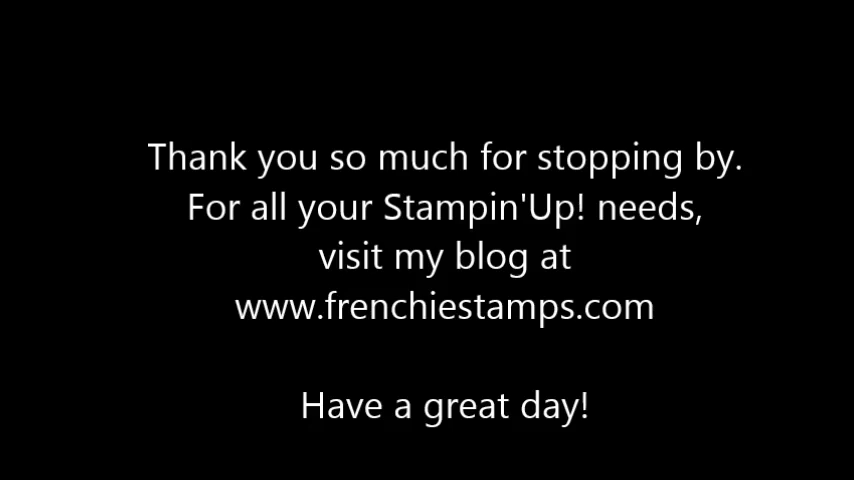 Thank you so much for stopping by.
For all your Stampin'Up! needs,
visit my blog at
www.frenchiestamps.com
Have a great day!